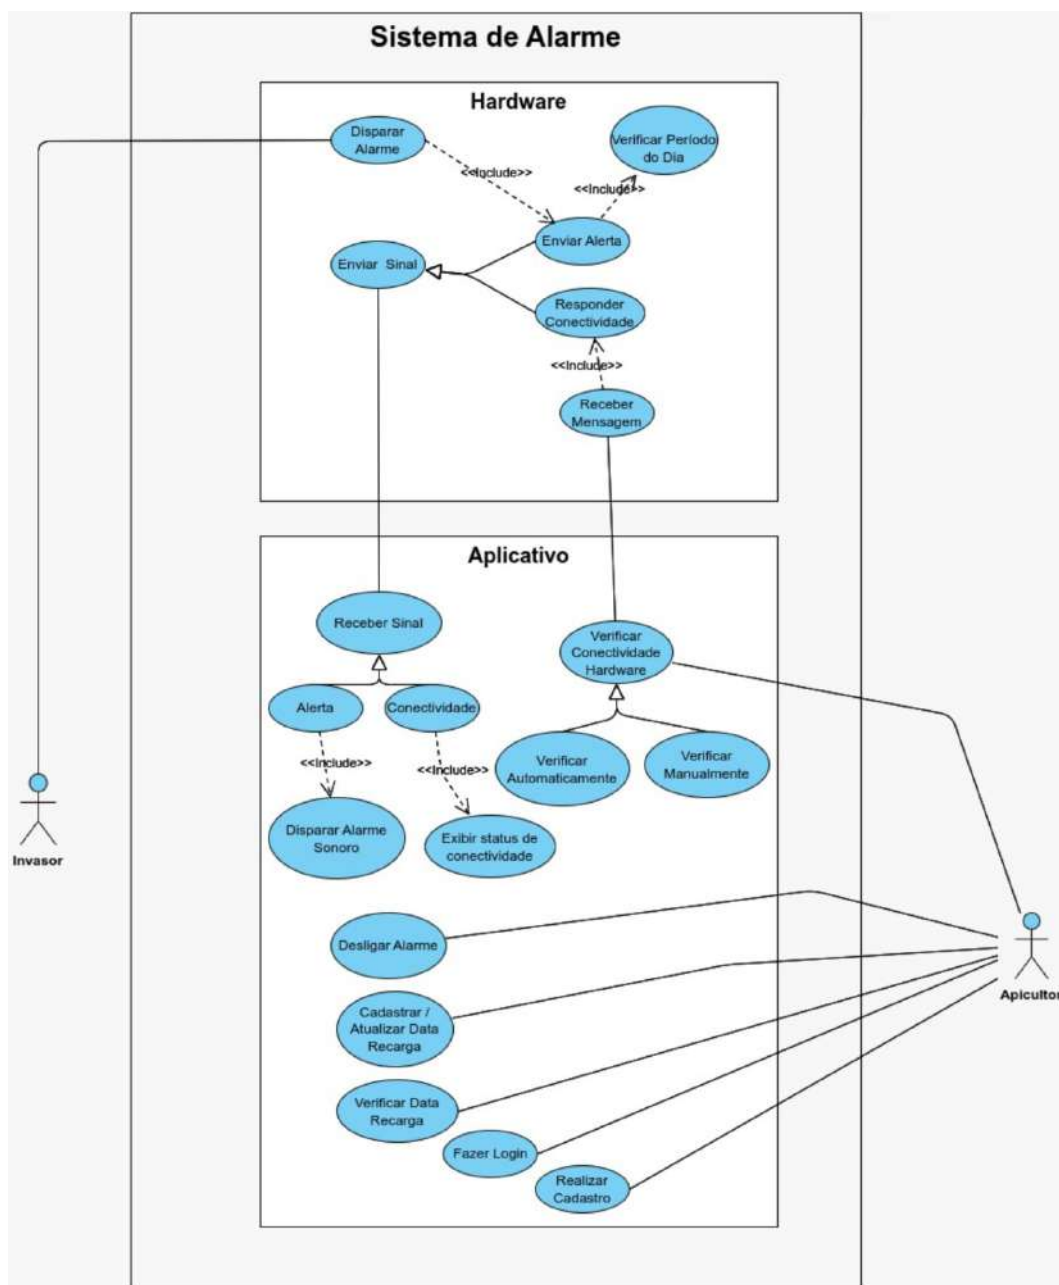 Sistema de Alarme
Hardware
Disparar
Alarme
Verificar Período
do Dia
<<Include>>
<<Include>>
Enviar Alerta
Enviar Sinal
Responder
Conectividade
<<Include>>
Receber
Mensagem
Aplicativo
Receber Sinal
Verificar
Conectividade
Hardware
Alerta
Conectividade
<<Include>>
<<Include>>
Verificar
Automaticamente
Verificar
Manualmente
Disparar Alarme
Sonoro
Exibir status de
conectividade
Invasor
Desligar Alarme
Apicultor
Cadastrar /
Atualizar Data
Recarga
Verificar Data
Recarga
Fazer Login
Realizar
Cadastro